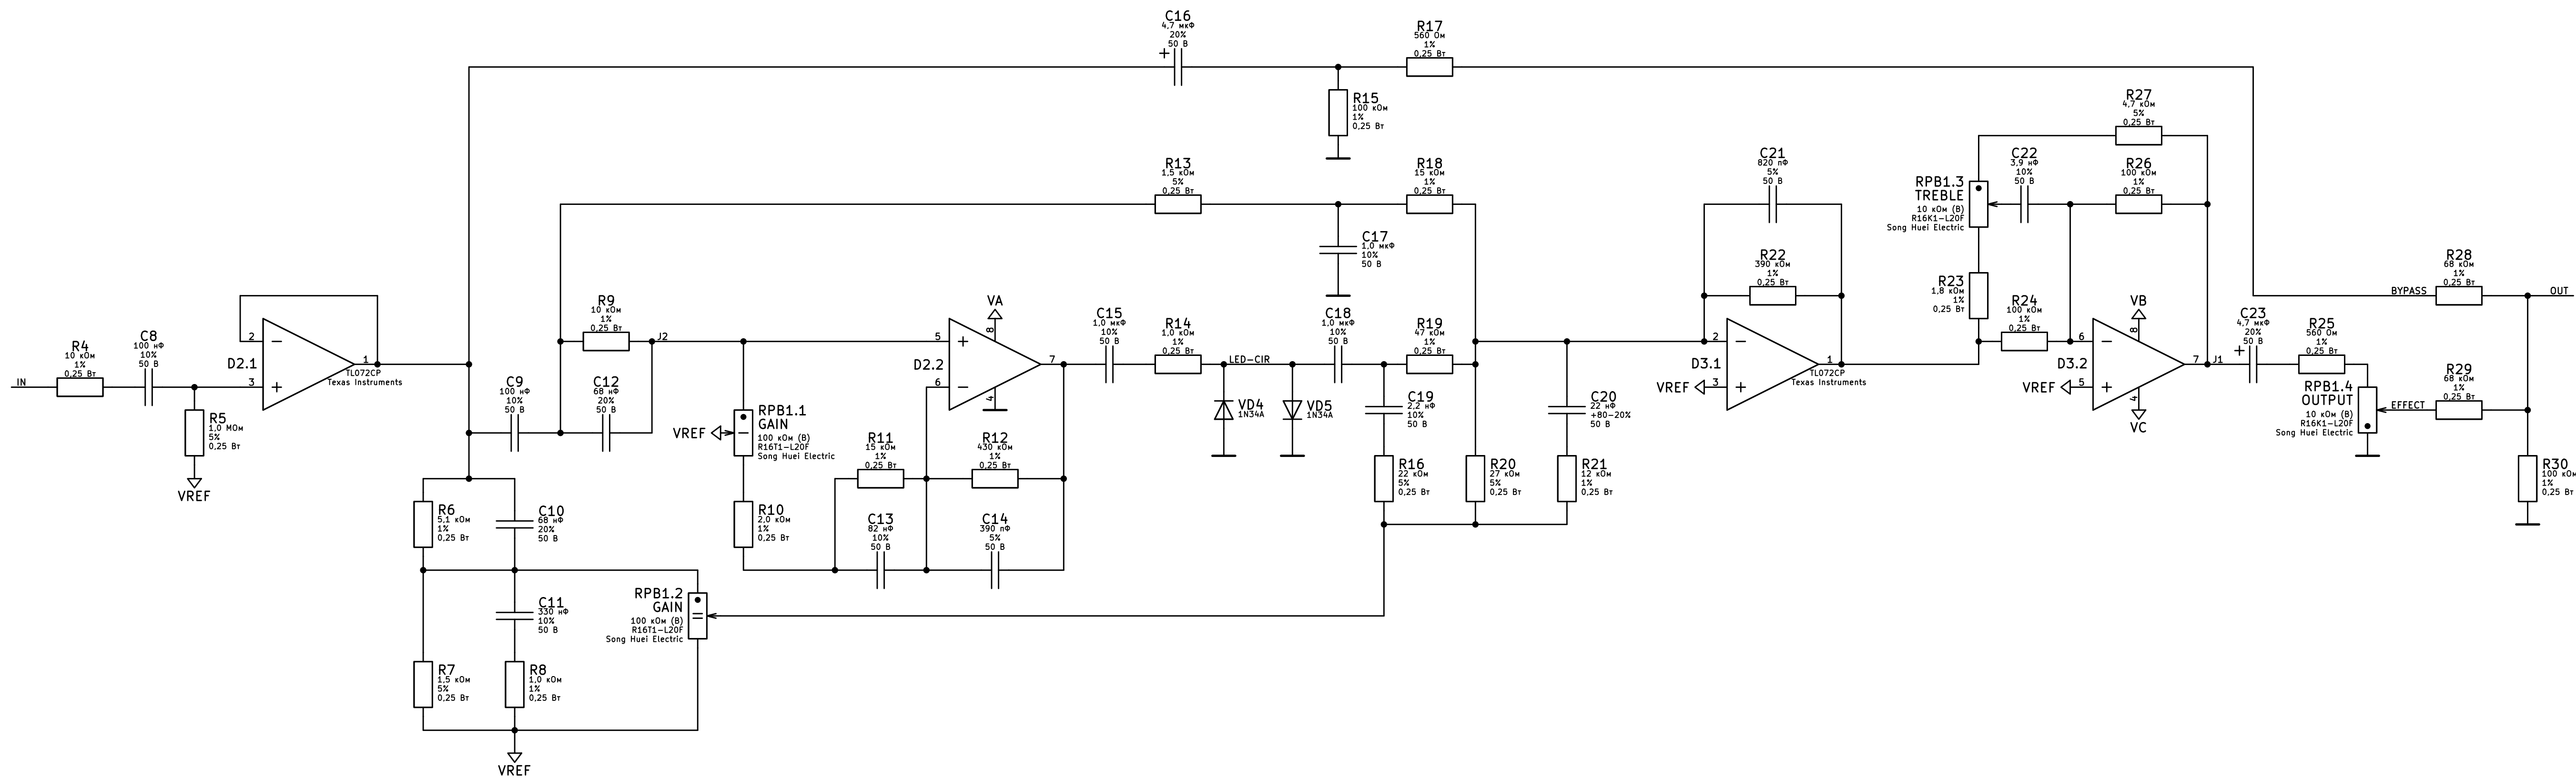 C16
4,7 мкФ
20%
50 В
+
R17
560 Ом
1%
0,25 Вт
R15
100 кОм
1%
0,25 Вт
R27
4,7 кОм
5%
0,25 Вт
R13
1,5 кОм
5%
0,25 Вт
R18
15 кОм
1%
0,25 Вт
C21
820 пФ
5%
50 В
C22
3,9 нФ
10%
50 В
R26
100 кОм
1%
0,25 Вт
RPB1.3
TREBLE
10 кОм (B)
R16K1-L20F
Song Huei Electric
C17
1,0 мкФ
10%
50 В
R22
390 кОм
1%
0,25 Вт
R23
1,8 кОм
1%
0,25 Вт
R28
68 кОм
1%
0,25 Вт
BYPASS
OUT
IN
R4
10 кОм
1%
0,25 Вт
C8
100 нФ
10%
50 В
R5
1,0 МОм
5%
0,25 Вт
VREF
2
3
1
D2.1
TL072CP
Texas Instruments
R9
10 кОм
1%
0,25 Вт
J2
C9
100 нФ
10%
50 В
C12
68 нФ
20%
50 В
VREF
RPB1.1
GAIN
100 кОм (B)
R16T1-L20F
Song Huei Electric
VA
8
5
6
7
4
D2.2
C15
1,0 мкФ
10%
50 В
R14
1,0 кОм
1%
0,25 Вт
LED-CIR
C18
1,0 мкФ
10%
50 В
R19
47 кОм
1%
0,25 Вт
VD4
1N34A
VD5
1N34A
C19
2,2 нФ
10%
50 В
C20
22 нФ
+80-20%
50 В
VREF
2
3
1
D3.1
TL072CP
Texas Instruments
R24
100 кОм
1%
0,25 Вт
VB
8
6
5
7
4
D3.2
VREF
VC
J1
C23
4,7 мкФ
20%
50 В
+
R25
560 Ом
1%
0,25 Вт
RPB1.4
OUTPUT
10 кОм (B)
R16K1-L20F
Song Huei Electric
EFFECT
R29
68 кОм
1%
0,25 Вт
R30
100 кОм
1%
0,25 Вт
R11
15 кОм
1%
0,25 Вт
R12
430 кОм
1%
0,25 Вт
R16
22 кОм
5%
0,25 Вт
R20
27 кОм
5%
0,25 Вт
R21
12 кОм
1%
0,25 Вт
R6
5,1 кОм
1%
0,25 Вт
C10
68 нФ
20%
50 В
R10
2,0 кОм
1%
0,25 Вт
C13
82 нФ
10%
50 В
C14
390 пФ
5%
50 В
C11
330 нФ
10%
50 В
RPB1.2
GAIN
100 кОм (B)
R16T1-L20F
Song Huei Electric
R7
1,5 кОм
5%
0,25 Вт
R8
1,0 кОм
1%
0,25 Вт
VREF